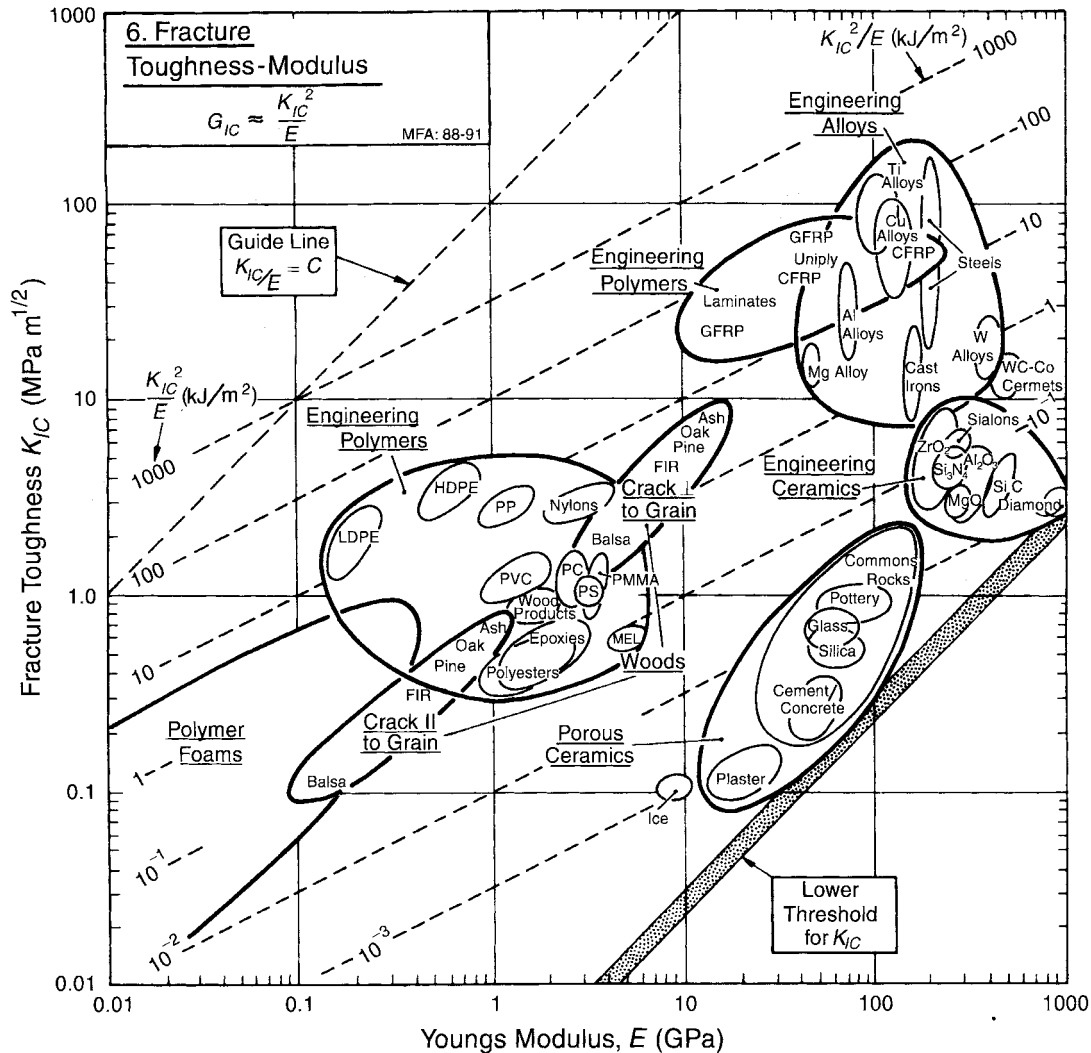 6. Fracture
Toughness-Modulus
G_IC ≈ K_IC² / E
MFA: 88-91
K_IC²/E (kJ/m²)
1000
100
10
1
10⁻¹
Engineering
Alloys
Ti
Alloys
Cu
Alloys
CFRP
Steels
GFRP
Uniply
CFRP
Engineering
Polymers
Laminates
GFRP
Al
Alloys
Mg Alloy
Cast
Irons
W
Alloys
WC-Co
Cermets
Guide Line
K_IC/E = C
K_IC²/E (kJ/m²)
1000
100
10
1
10⁻¹
10⁻²
10⁻³
Engineering
Polymers
HDPE
PP
Nylons
LDPE
PVC
PC
PMMA
PS
Wood
Products
Epoxies
Polyesters
MEL
Ash
Oak
Pine
FIR
Crack ⊥
to Grain
Balsa
Woods
Ash
Oak
Pine
FIR
Crack II
to Grain
Balsa
Polymer
Foams
Engineering
Ceramics
Sialons
ZrO₂
Si₃N₄
Al₂O₃
MgO
Si C
Diamond
Commons
Rocks
Pottery
Glass
Silica
Cement
Concrete
Porous
Ceramics
Plaster
Ice
Lower
Threshold
for K_IC
Fracture Toughness K_IC (MPa m^1/2)
1000
100
10
1.0
0.1
0.01
0.01
0.1
1
10
100
1000
Youngs Modulus, E (GPa)